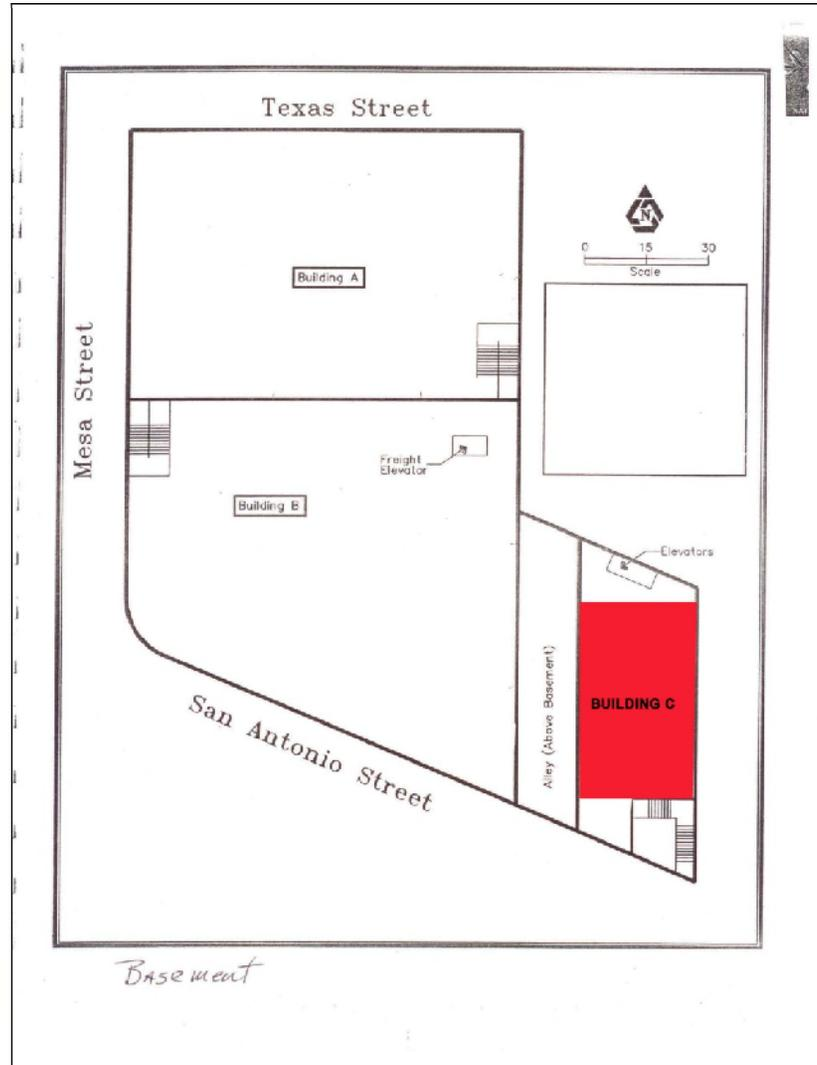 Texas Street
N
0 15 30
Scale
Building A
Mesa Street
Freight
Elevator
Building B
Elevators
Alley (Above Basement)
BUILDING C
San Antonio Street
Basement